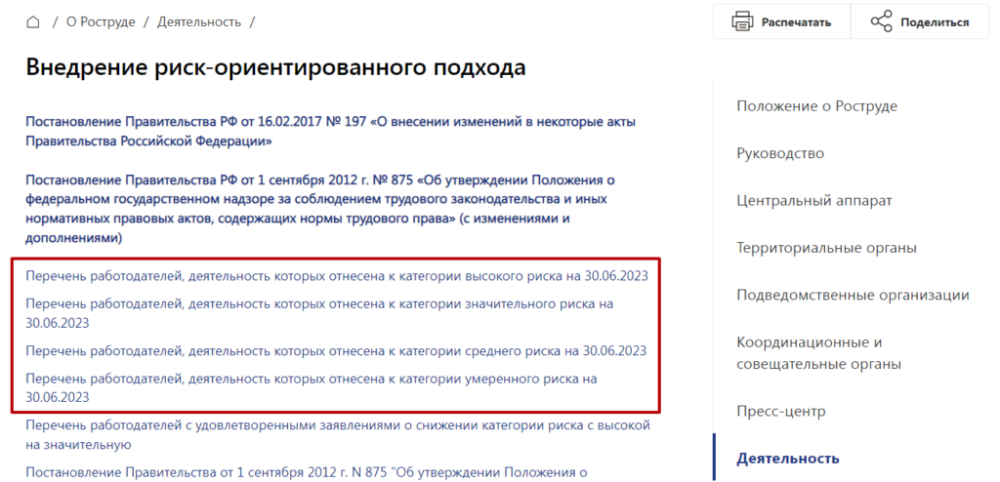 / О Роструде / Деятельность /
Распечатать
Поделиться
Внедрение риск-ориентированного подхода
Постановление Правительства РФ от 16.02.2017 № 197 «О внесении изменений в некоторые акты
Правительства Российской Федерации»
Постановление Правительства РФ от 1 сентября 2012 г. № 875 «Об утверждении Положения о
федеральном государственном надзоре за соблюдением трудового законодательства и иных
нормативных правовых актов, содержащих нормы трудового права» (с изменениями и
дополнениями)
Перечень работодателей, деятельность которых отнесена к категории высокого риска на 30.06.2023
Перечень работодателей, деятельность которых отнесена к категории значительного риска на
30.06.2023
Перечень работодателей, деятельность которых отнесена к категории среднего риска на 30.06.2023
Перечень работодателей, деятельность которых отнесена к категории умеренного риска на
30.06.2023
Перечень работодателей с удовлетворенными заявлениями о снижении категории риска с высокой
на значительную
Постановление Правительства от 1 сентября 2012 г. N 875 "Об утверждении Положения о
Положение о Роструде
Руководство
Центральный аппарат
Территориальные органы
Подведомственные организации
Координационные и
совещательные органы
Пресс-центр
Деятельность